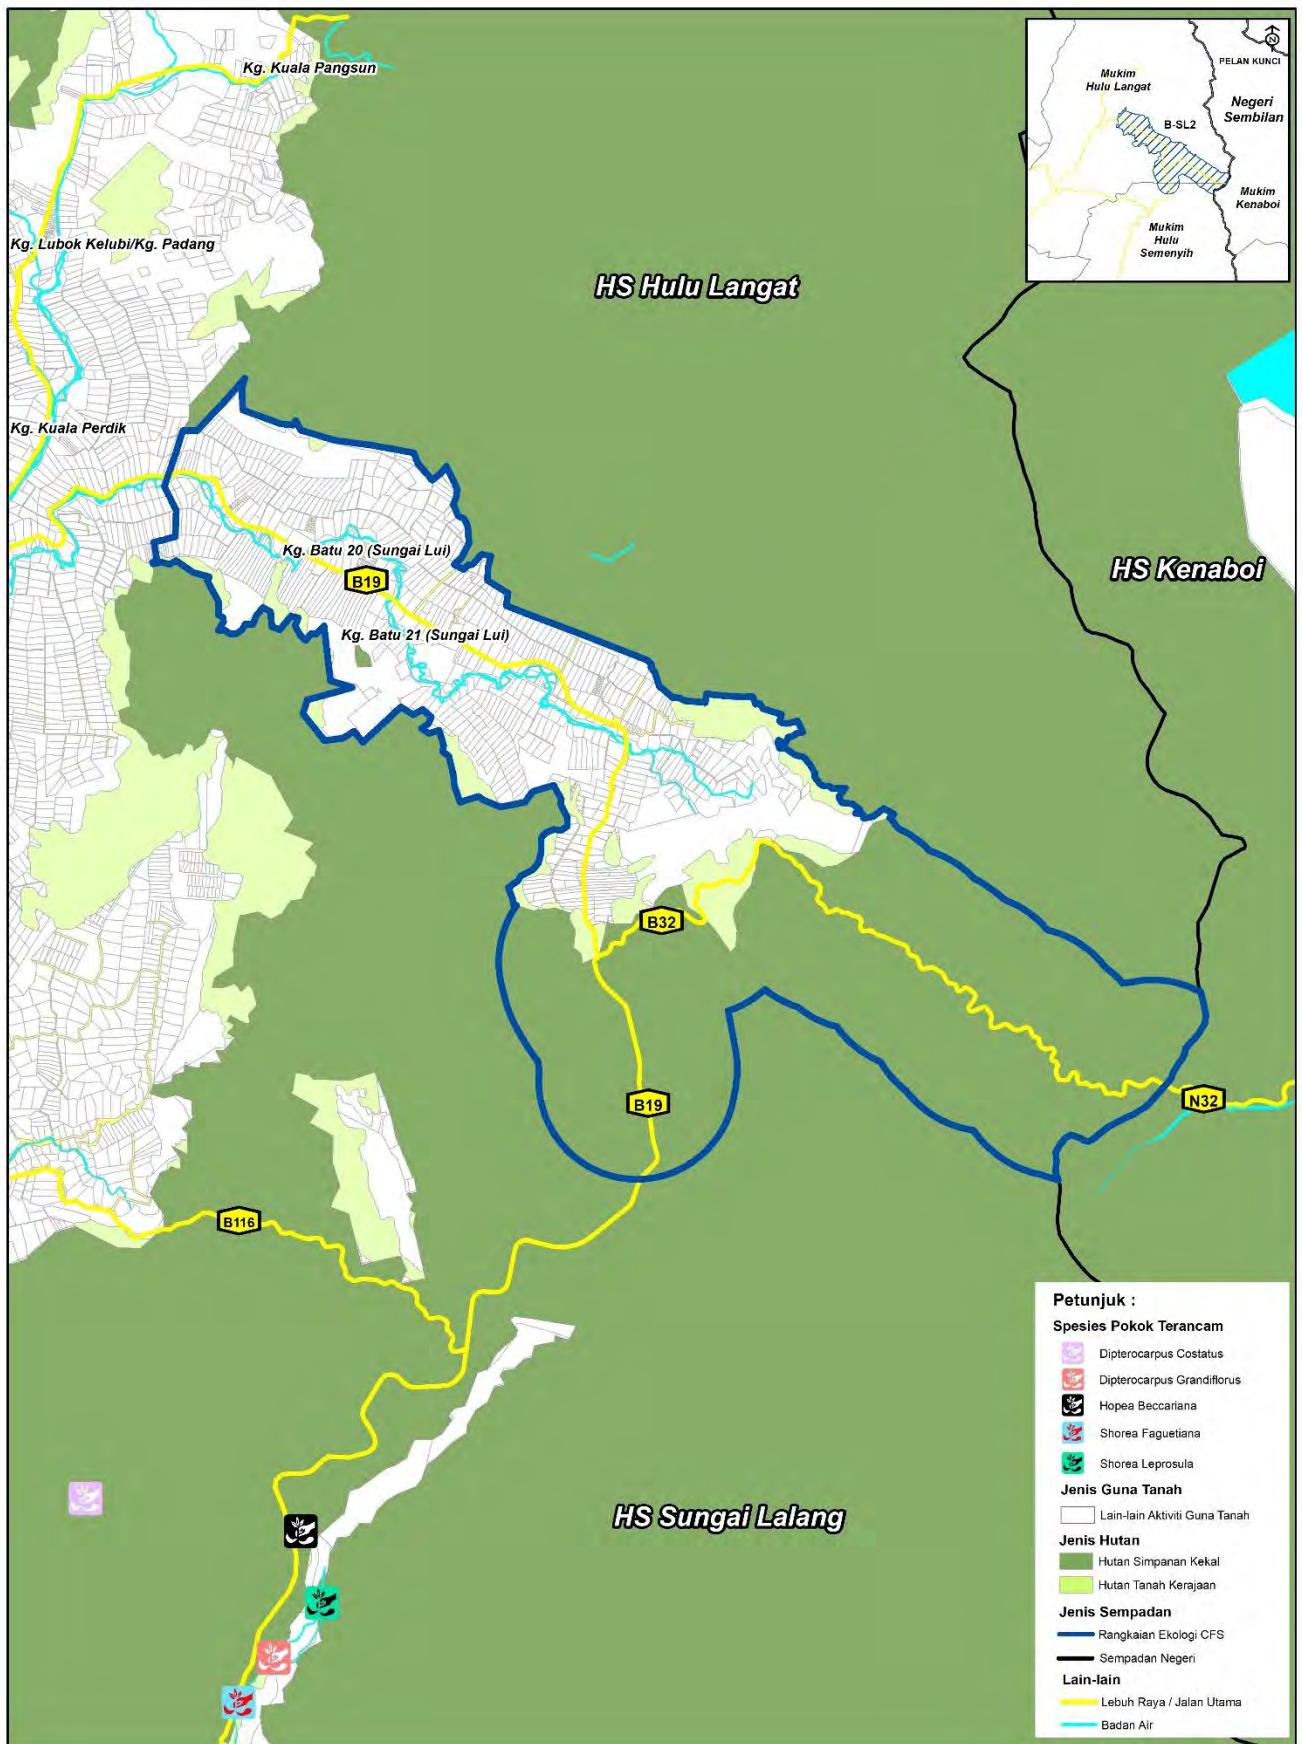 Kg. Kuala Pangsun
PELAN KUNCI
N
Mukim
Hulu Langat
Negeri
Sembilan
B-SL2
Mukim
Kenaboi
Mukim
Hulu
Semenyih
Kg. Lubok Kelubi/Kg. Padang
HS Hulu Langat
Kg. Kuala Perdik
Kg. Batu 20 (Sungai Lui)
B19
HS Kenaboi
Kg. Batu 21 (Sungai Lui)
B32
B19
N32
B116
HS Sungai Lalang
Petunjuk :
Spesies Pokok Terancam
Dipterocarpus Costatus
Dipterocarpus Grandiflorus
Hopea Beccariana
Shorea Faguetiana
Shorea Leprosula
Jenis Guna Tanah
Lain-lain Aktiviti Guna Tanah
Jenis Hutan
Hutan Simpanan Kekal
Hutan Tanah Kerajaan
Jenis Sempadan
Rangkaian Ekologi CFS
Sempadan Negeri
Lain-lain
Lebuh Raya / Jalan Utama
Badan Air